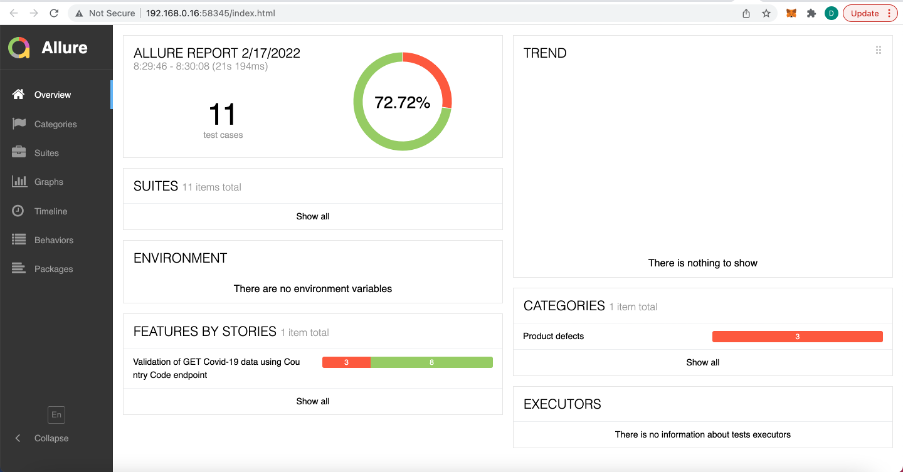 Not Secure | 192.168.0.16:58345/index.html
D
Update
Allure
Overview
Categories
Suites
Graphs
Timeline
Behaviors
Packages
En
Collapse
ALLURE REPORT 2/17/2022
8:29:46 - 8:30:08 (21s 194ms)
11
test cases
72.72%
SUITES 11 items total
Show all
ENVIRONMENT
There are no environment variables
FEATURES BY STORIES 1 item total
Validation of GET Covid-19 data using Cou
ntry Code endpoint
3 8
Show all
TREND
There is nothing to show
CATEGORIES 1 item total
Product defects 3
Show all
EXECUTORS
There is no information about tests executors